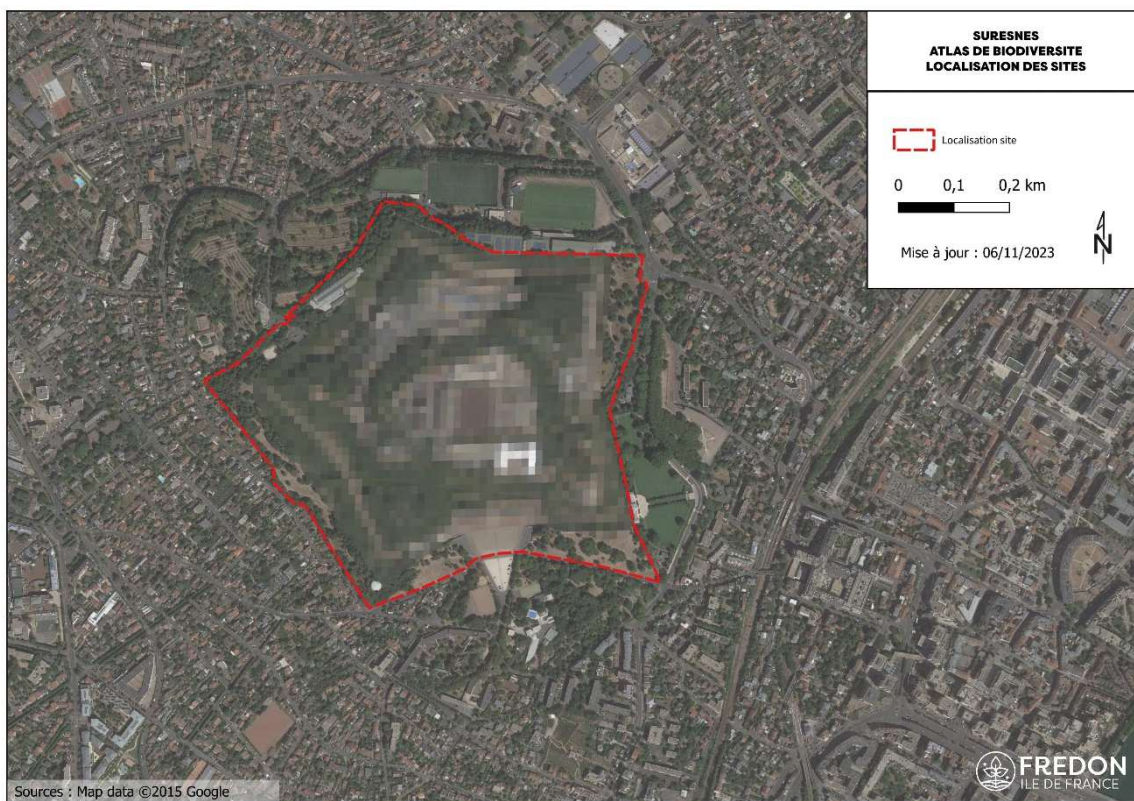 SURESNES
ATLAS DE BIODIVERSITE
LOCALISATION DES SITES
Localisation site
0 0,1 0,2 km
Mise à jour : 06/11/2023
N
Sources : Map data ©2015 Google
FREDON
ILE DE FRANCE